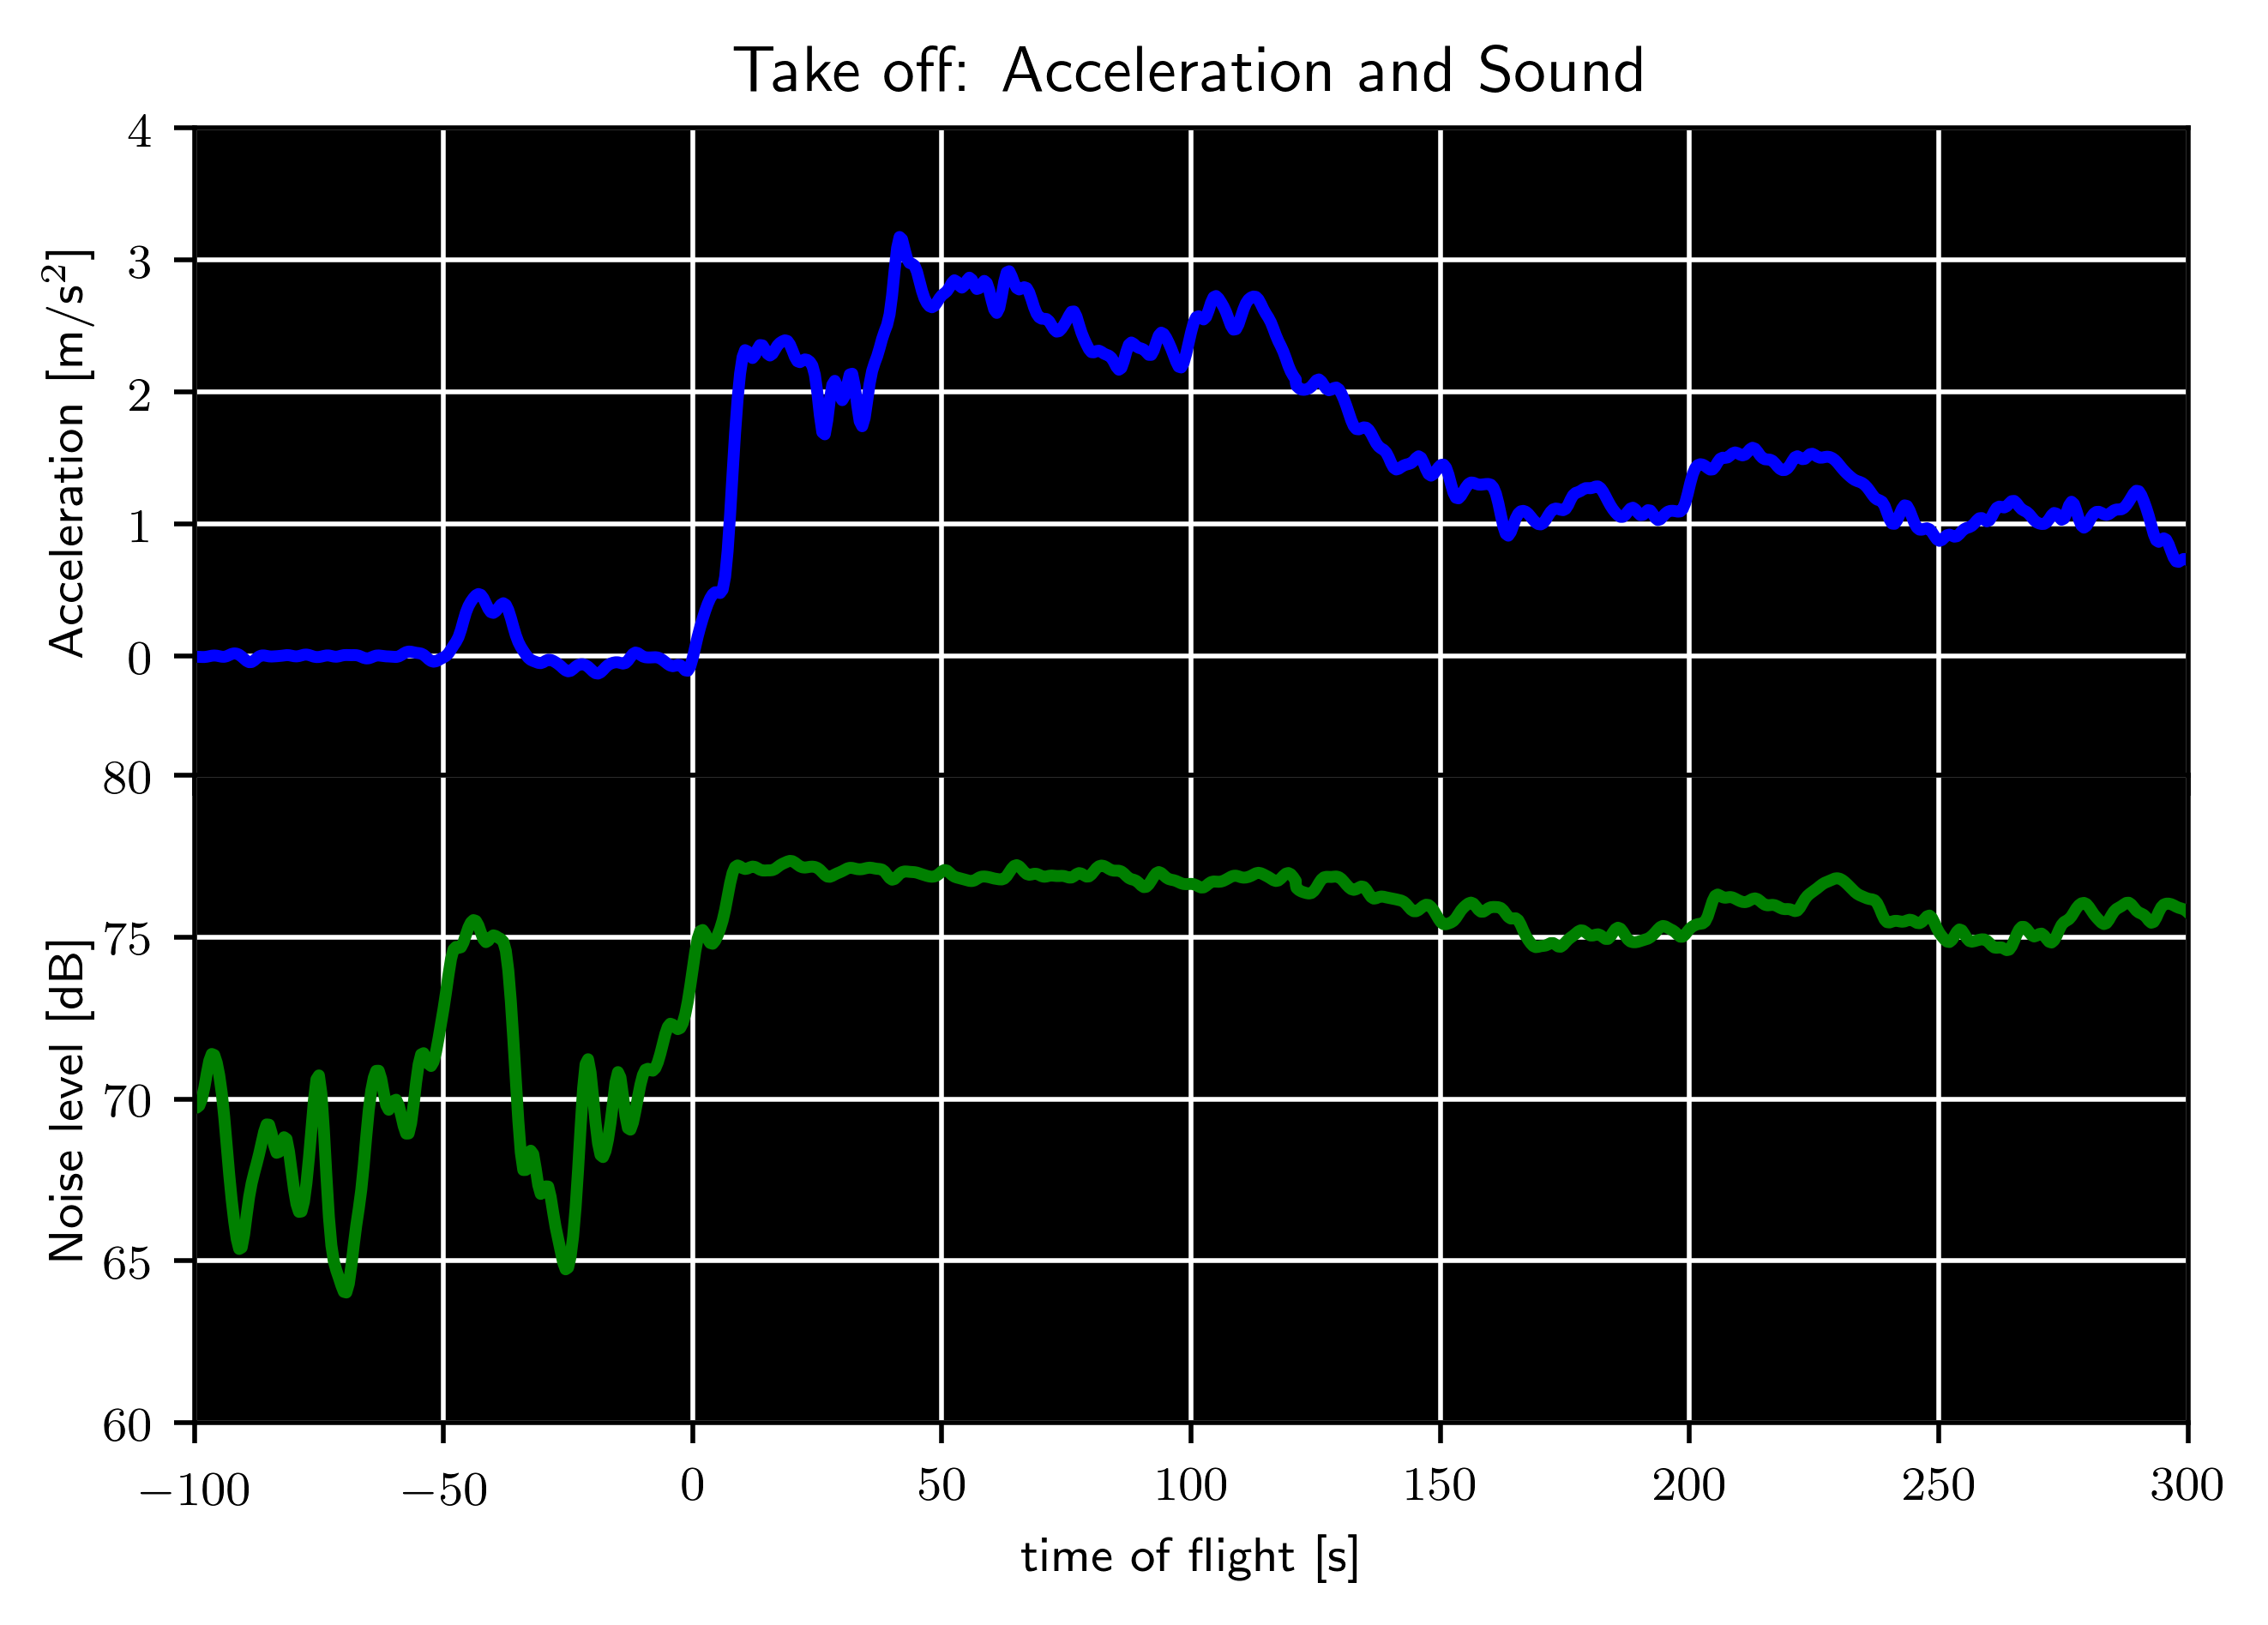 Take off: Acceleration and Sound
Acceleration [m/s²]
4
3
2
1
0
Noise level [dB]
80
75
70
65
60
−100 −50 0 50 100 150 200 250 300
time of flight [s]